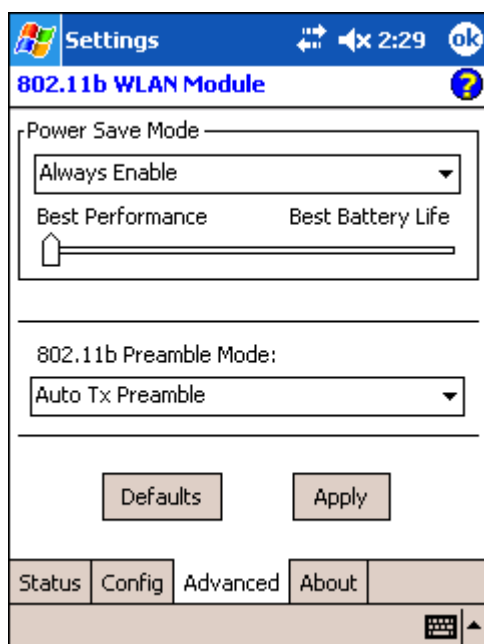 Settings 2:29 ok
802.11b WLAN Module ?
Power Save Mode
Always Enable
Best Performance Best Battery Life
802.11b Preamble Mode:
Auto Tx Preamble
Defaults Apply
Status Config Advanced About